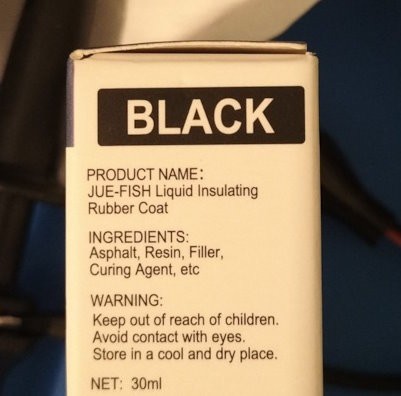 BLACK
PRODUCT NAME:
JUE-FISH Liquid Insulating
Rubber Coat
INGREDIENTS:
Asphalt, Resin, Filler,
Curing Agent, etc
WARNING:
Keep out of reach of children.
Avoid contact with eyes.
Store in a cool and dry place.
NET: 30ml